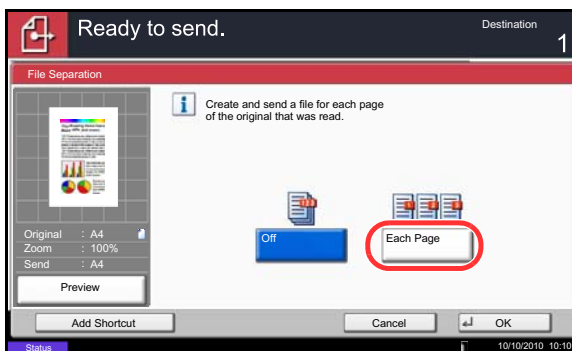 Ready to send.
Destination
1
File Separation
Create and send a file for each page
of the original that was read.
Original : A4
Zoom : 100%
Send : A4
Preview
Off
Each Page
Add Shortcut
Cancel
OK
Status
10/10/2010 10:10